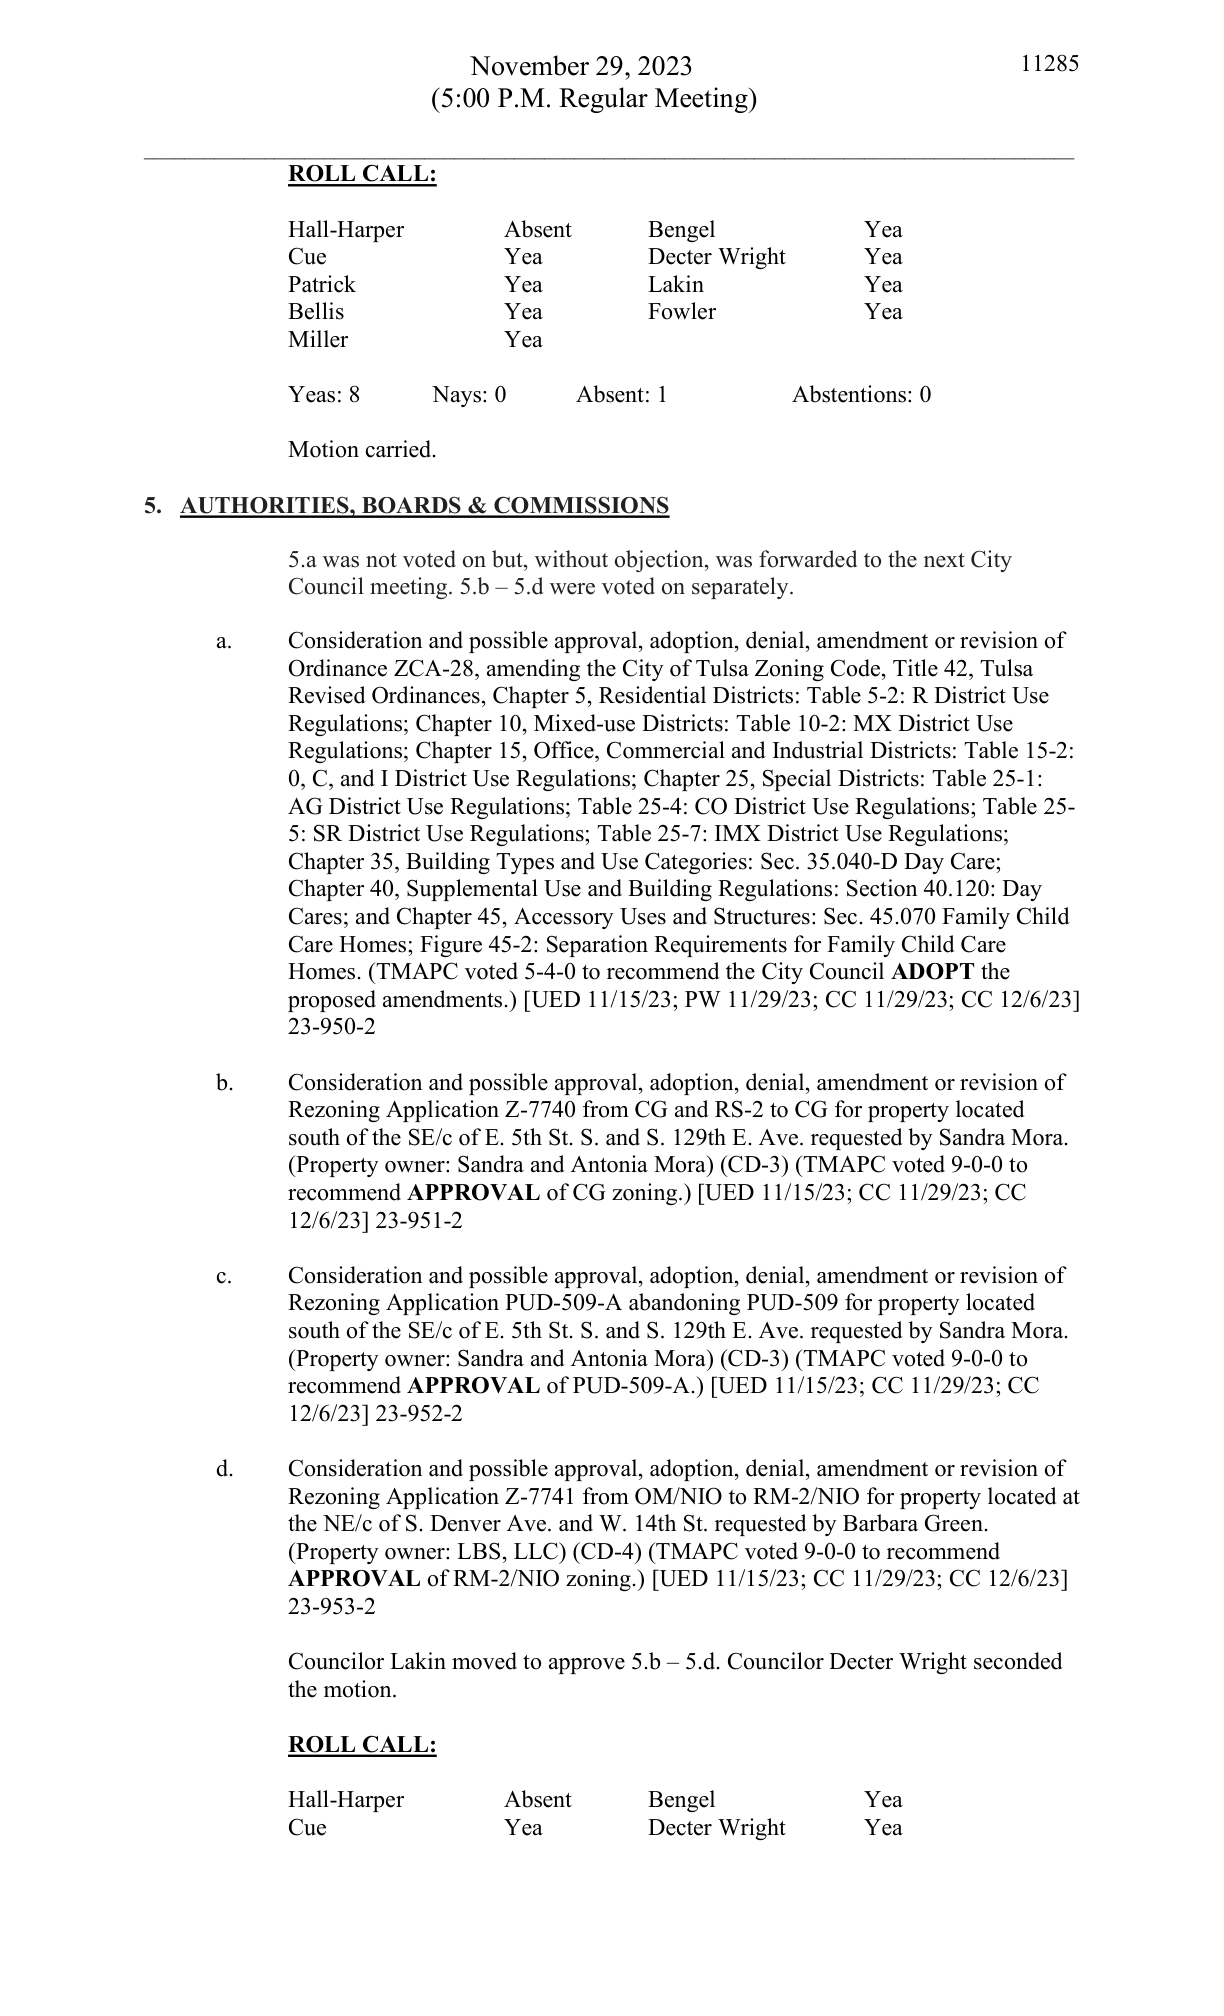 November 29, 2023 11285
(5:00 P.M. Regular Meeting)
ROLL CALL:
Hall-Harper Absent Bengel Yea
Cue Yea Decter Wright Yea
Patrick Yea Lakin Yea
Bellis Yea Fowler Yea
Miller Yea
Yeas: 8 Nays: 0 Absent: 1 Abstentions: 0
Motion carried.
5. AUTHORITIES, BOARDS & COMMISSIONS
5.a was not voted on but, without objection, was forwarded to the next City
Council meeting. 5.b – 5.d were voted on separately.
a. Consideration and possible approval, adoption, denial, amendment or revision of
Ordinance ZCA-28, amending the City of Tulsa Zoning Code, Title 42, Tulsa
Revised Ordinances, Chapter 5, Residential Districts: Table 5-2: R District Use
Regulations; Chapter 10, Mixed-use Districts: Table 10-2: MX District Use
Regulations; Chapter 15, Office, Commercial and Industrial Districts: Table 15-2:
0, C, and I District Use Regulations; Chapter 25, Special Districts: Table 25-1:
AG District Use Regulations; Table 25-4: CO District Use Regulations; Table 25-
5: SR District Use Regulations; Table 25-7: IMX District Use Regulations;
Chapter 35, Building Types and Use Categories: Sec. 35.040-D Day Care;
Chapter 40, Supplemental Use and Building Regulations: Section 40.120: Day
Cares; and Chapter 45, Accessory Uses and Structures: Sec. 45.070 Family Child
Care Homes; Figure 45-2: Separation Requirements for Family Child Care
Homes. (TMAPC voted 5-4-0 to recommend the City Council ADOPT the
proposed amendments.) [UED 11/15/23; PW 11/29/23; CC 11/29/23; CC 12/6/23]
23-950-2
b. Consideration and possible approval, adoption, denial, amendment or revision of
Rezoning Application Z-7740 from CG and RS-2 to CG for property located
south of the SE/c of E. 5th St. S. and S. 129th E. Ave. requested by Sandra Mora.
(Property owner: Sandra and Antonia Mora) (CD-3) (TMAPC voted 9-0-0 to
recommend APPROVAL of CG zoning.) [UED 11/15/23; CC 11/29/23; CC
12/6/23] 23-951-2
c. Consideration and possible approval, adoption, denial, amendment or revision of
Rezoning Application PUD-509-A abandoning PUD-509 for property located
south of the SE/c of E. 5th St. S. and S. 129th E. Ave. requested by Sandra Mora.
(Property owner: Sandra and Antonia Mora) (CD-3) (TMAPC voted 9-0-0 to
recommend APPROVAL of PUD-509-A.) [UED 11/15/23; CC 11/29/23; CC
12/6/23] 23-952-2
d. Consideration and possible approval, adoption, denial, amendment or revision of
Rezoning Application Z-7741 from OM/NIO to RM-2/NIO for property located at
the NE/c of S. Denver Ave. and W. 14th St. requested by Barbara Green.
(Property owner: LBS, LLC) (CD-4) (TMAPC voted 9-0-0 to recommend
APPROVAL of RM-2/NIO zoning.) [UED 11/15/23; CC 11/29/23; CC 12/6/23]
23-953-2
Councilor Lakin moved to approve 5.b – 5.d. Councilor Decter Wright seconded
the motion.
ROLL CALL:
Hall-Harper Absent Bengel Yea
Cue Yea Decter Wright Yea